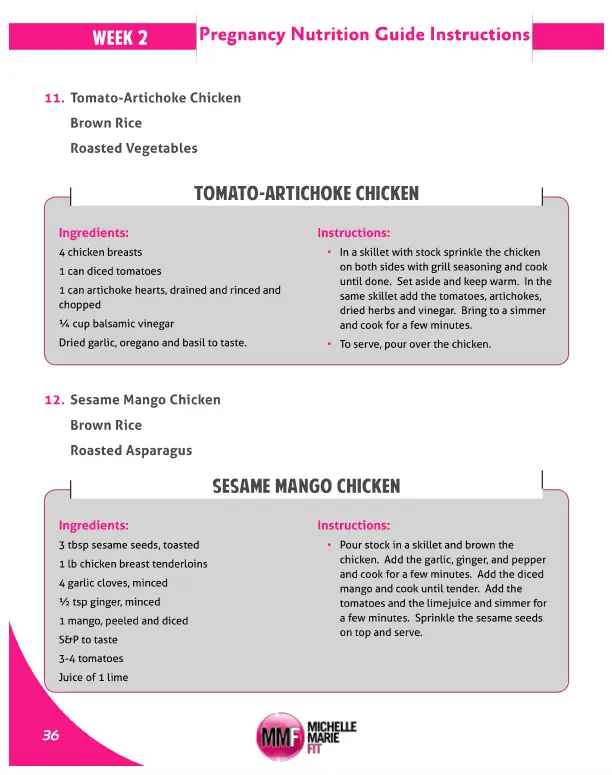 WEEK 2
Pregnancy Nutrition Guide Instructions
11. Tomato-Artichoke Chicken
Brown Rice
Roasted Vegetables
TOMATO-ARTICHOKE CHICKEN
Ingredients:
4 chicken breasts
1 can diced tomatoes
1 can artichoke hearts, drained and rinced and
chopped
¼ cup balsamic vinegar
Dried garlic, oregano and basil to taste.
Instructions:
• In a skillet with stock sprinkle the chicken
on both sides with grill seasoning and cook
until done. Set aside and keep warm. In the
same skillet add the tomatoes, artichokes,
dried herbs and vinegar. Bring to a simmer
and cook for a few minutes.
• To serve, pour over the chicken.
12. Sesame Mango Chicken
Brown Rice
Roasted Asparagus
SESAME MANGO CHICKEN
Ingredients:
3 tbsp sesame seeds, toasted
1 lb chicken breast tenderloins
4 garlic cloves, minced
½ tsp ginger, minced
1 mango, peeled and diced
S&P to taste
3-4 tomatoes
Juice of 1 lime
Instructions:
• Pour stock in a skillet and brown the
chicken. Add the garlic, ginger, and pepper
and cook for a few minutes. Add the diced
mango and cook until tender. Add the
tomatoes and the limejuice and simmer for
a few minutes. Sprinkle the sesame seeds
on top and serve.
36
MMF
MICHELLE
MARIE
FIT